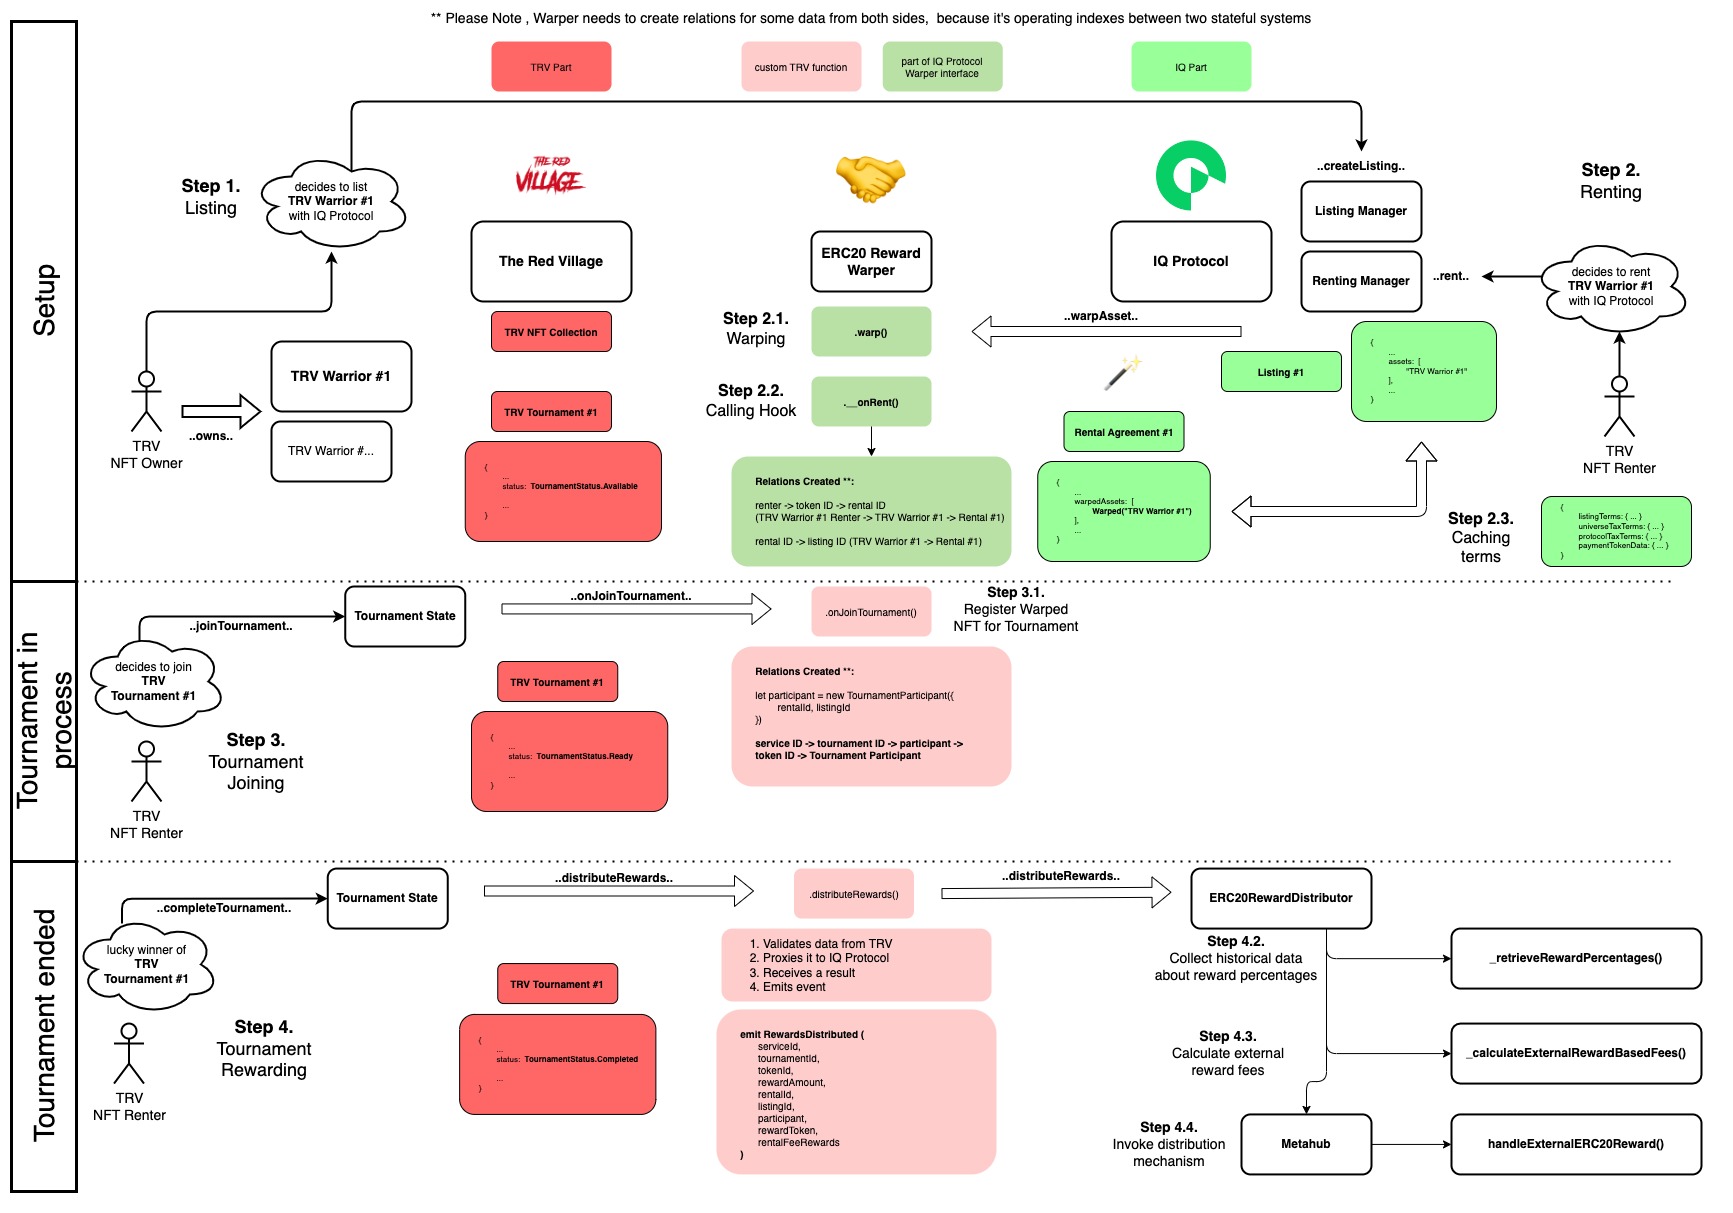 ** Please Note , Warper needs to create relations for some data from both sides,  because it's operating indexes between two stateful systems
TRV Part
custom TRV function
part of IQ Protocol
Warper interface
IQ Part
Setup
Step 1.
Listing
decides to list
TRV Warrior #1
with IQ Protocol
THE RED
VILLAGE
..createListing..
Listing Manager
Renting Manager
..rent..
Step 2.
Renting
decides to rent
TRV Warrior #1
with IQ Protocol
The Red Village
ERC20 Reward
Warper
IQ Protocol
TRV NFT Collection
Step 2.1.
Warping
.warp()
..warpAsset..
TRV Warrior #1
TRV Warrior #...
..owns..
TRV
NFT Owner
TRV Tournament #1
{
...
status:  TournamentStatus.Available
...
}
Step 2.2.
Calling Hook
.__onRent()
Relations Created **:
renter -> token ID -> rental ID
(TRV Warrior #1 Renter -> TRV Warrior #1 -> Rental #1)
rental ID -> listing ID (TRV Warrior #1 -> Rental #1)
Listing #1
{
...
assets:  [
"TRV Warrior #1"
],
...
}
Rental Agreement #1
{
...
warpedAssets:  [
Warped("TRV Warrior #1")
],
...
}
TRV
NFT Renter
Step 2.3.
Caching
terms
{
listingTerms: { ... }
universeTaxTerms: { ... }
protocolTaxTerms: { ... }
paymentTokenData: { ... }
}
Tournament in
process
..joinTournament..
decides to join
TRV
Tournament #1
TRV
NFT Renter
Step 3.
Tournament
Joining
Tournament State
..onJoinTournament..
TRV Tournament #1
{
...
status:  TournamentStatus.Ready
...
}
.onJoinTournament()
Step 3.1.
Register Warped
NFT for Tournament
Relations Created **:
let participant = new TournamentParticipant({
rentalId, listingId
})
service ID -> tournament ID -> participant ->
token ID -> Tournament Participant
Tournament ended
..completeTournament..
lucky winner of
TRV
Tournament #1
TRV
NFT Renter
Step 4.
Tournament
Rewarding
Tournament State
..distributeRewards..
TRV Tournament #1
{
...
status:  TournamentStatus.Completed
...
}
.distributeRewards()
1. Validates data from TRV
2. Proxies it to IQ Protocol
3. Receives a result
4. Emits event
emit RewardsDistributed (
serviceId,
tournamentId,
tokenId,
rewardAmount,
rentalId,
listingId,
participant,
rewardToken,
rentalFeeRewards
)
..distributeRewards..
ERC20RewardDistributor
Step 4.2.
Collect historical data
about reward percentages
_retrieveRewardPercentages()
Step 4.3.
Calculate external
reward fees
_calculateExternalRewardBasedFees()
Step 4.4.
Invoke distribution
mechanism
Metahub
handleExternalERC20Reward()